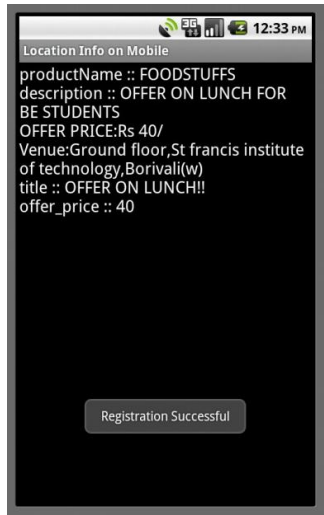 3G
12:33 PM
Location Info on Mobile
productName :: FOODSTUFFS
description :: OFFER ON LUNCH FOR
BE STUDENTS
OFFER PRICE:Rs 40/
Venue:Ground floor,St francis institute
of technology,Borivali(w)
title :: OFFER ON LUNCH!!
offer_price :: 40
Registration Successful